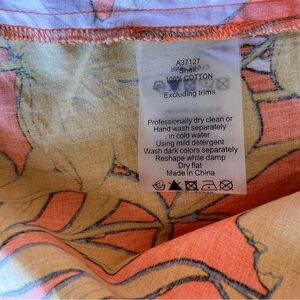 A37127
Shell
100% COTTON
Excluding trims
Professionally dry clean or
Hand wash separately
in cold water
Using mild detergent
Wash dark colors separately
Reshape while damp
Dry flat
Made in China